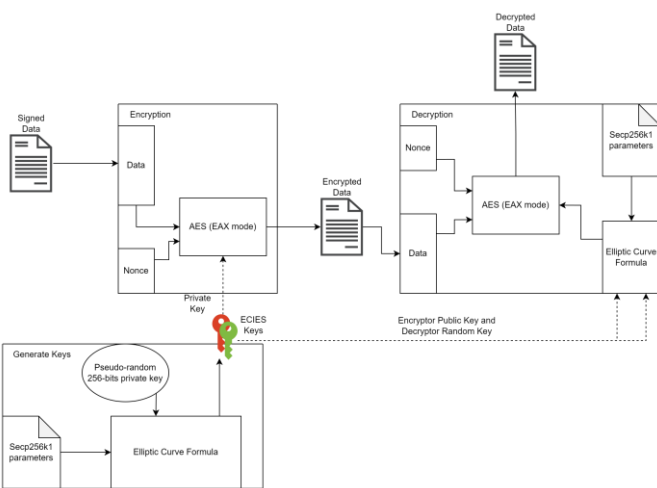 Decrypted
Data
Signed
Data
Encryption
Data
Nonce
AES (EAX mode)
Encrypted
Data
Decryption
Nonce
Data
AES (EAX mode)
Secp256k1
parameters
Elliptic Curve
Formula
Private
Key
ECIES
Keys
Encryptor Public Key and
Decryptor Random Key
Generate Keys
Pseudo-random
256-bits private key
Secp256k1
parameters
Elliptic Curve Formula